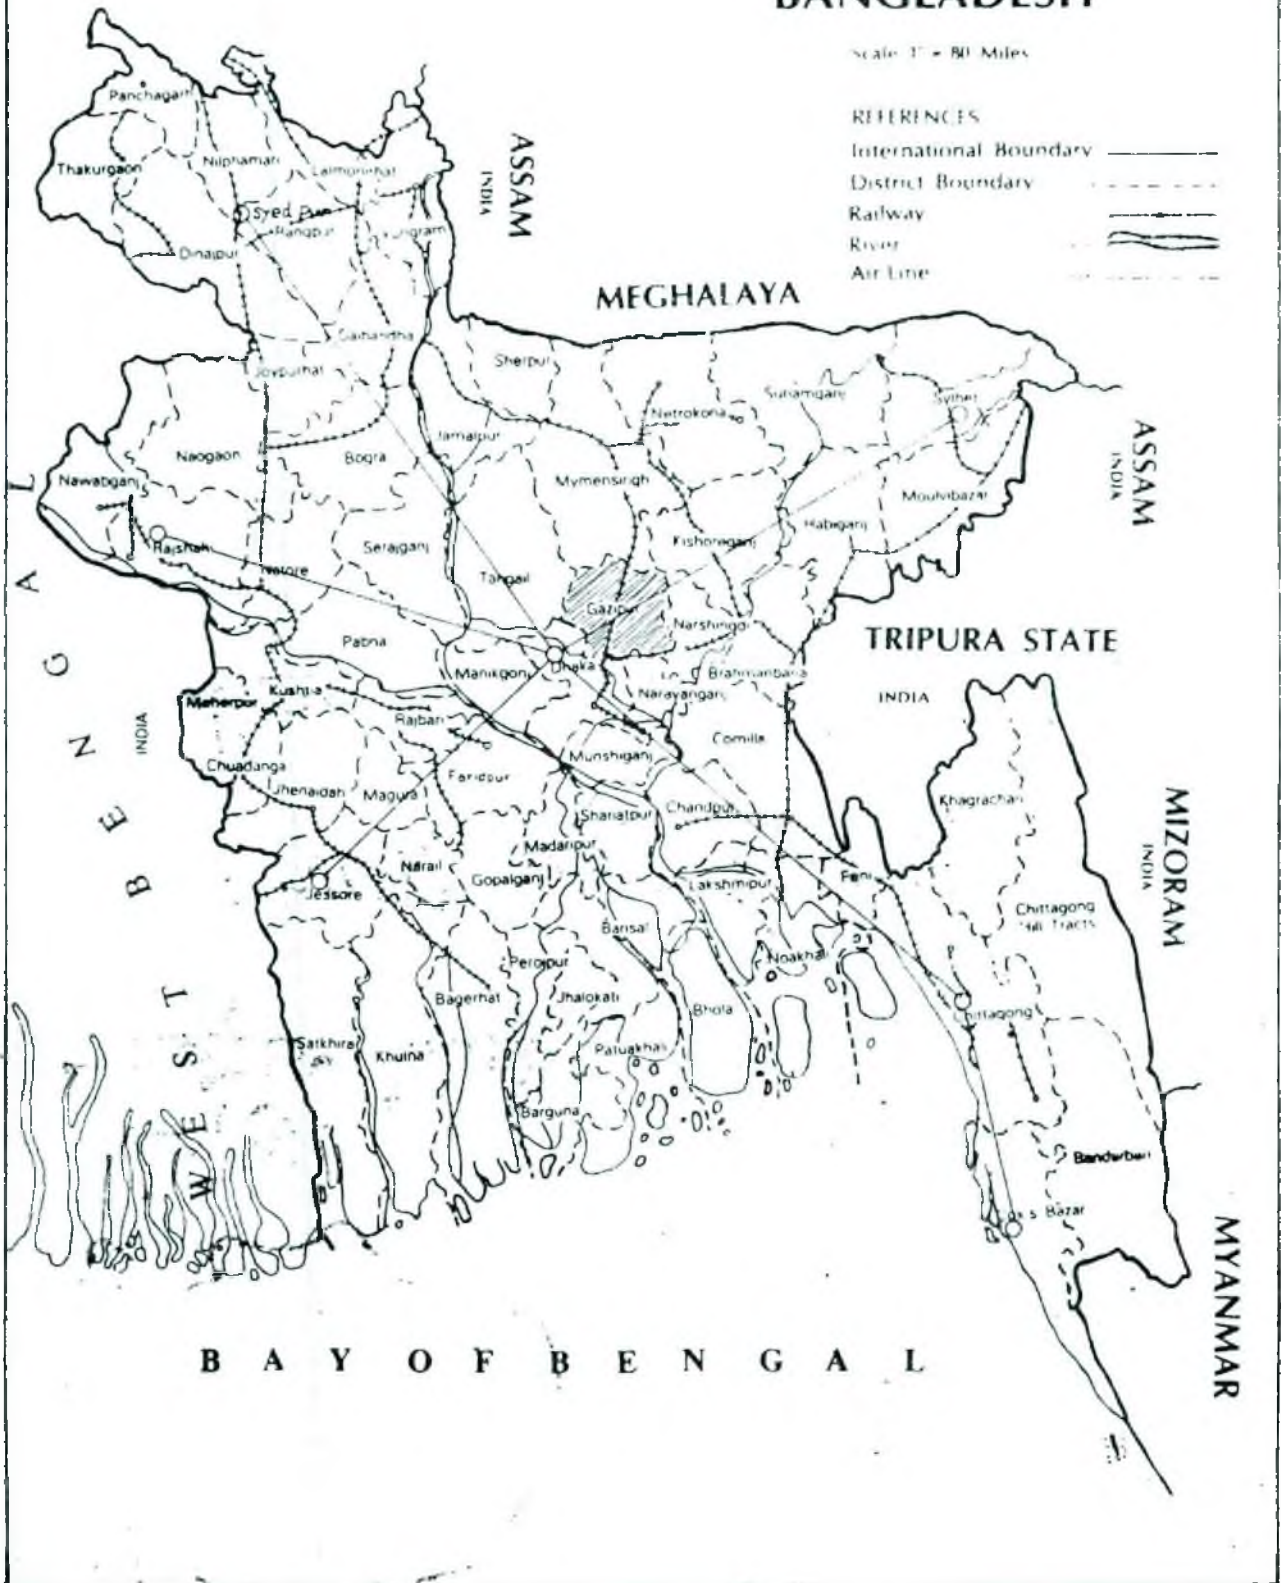 BANGLADESH
Scale 1" = 80 Miles
REFERENCES
International Boundary
District Boundary
Railway
River
Air Line
ASSAM
INDIA
MEGHALAYA
ASSAM
INDIA
TRIPURA STATE
INDIA
MIZORAM
INDIA
MYANMAR
WEST BENGAL
INDIA
BAY OF BENGAL
Panchagarh
Thakurgaon
Nilphamari
Lalmonirhat
Syed Pur
Rangpur
Kurigram
Dinajpur
Gaibandha
Joypurhat
Sherpur
Netrokona
Sunamganj
Sylhet
Jamalpur
Naogaon
Bogra
Nawabganj
Mymensingh
Moulvibazar
Habiganj
Kishoreganj
Rajshahi
Serajganj
Natore
Tangail
Gazipur
Narshingdi
Pabna
Manikgonj
Dhaka
Brahmanbaria
Narayanganj
Kushtia
Meherpur
Rajbari
Comilla
Munshiganj
Chuadanga
Faridpur
Jhenaidah
Magura
Khagrachari
Shariatpur
Chandpur
Madaripur
Narail
Gopalganj
Lakshmipur
Feni
Jessore
Chittagong
Hill Tracts
Barisal
Noakhali
Perojpur
Bagerhat
Jhalokati
Bhola
Chittagong
Satkhira
Khulna
Patuakhali
Barguna
Bandarban
Cox's Bazar